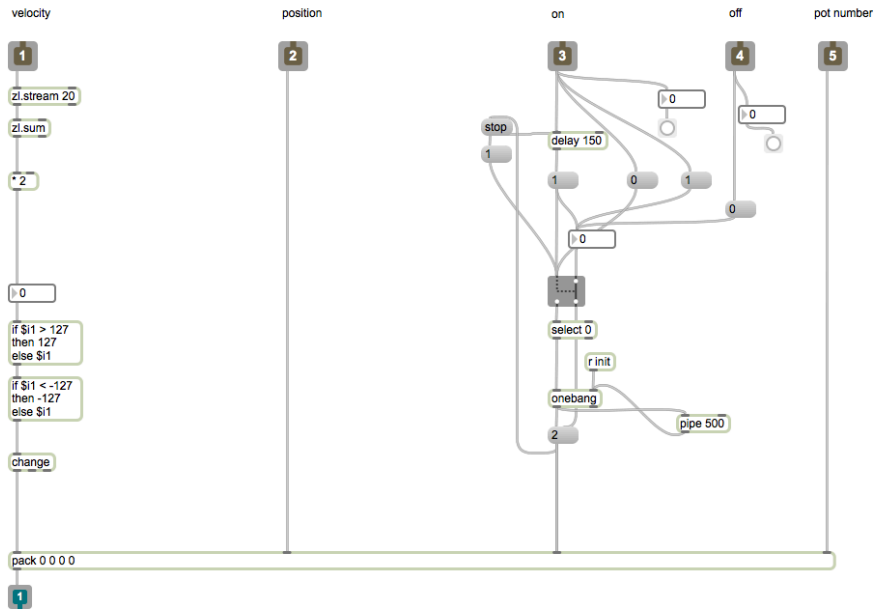 velocity
position
on
off
pot number
1
2
3
4
5
zl.stream 20
0
0
zl.sum
stop
delay 150
1
* 2
1
0
1
0
0
0
if $i1 > 127
then 127
else $i1
select 0
r init
if $i1 < -127
then -127
else $i1
onebang
pipe 500
2
change
pack 0 0 0 0
1